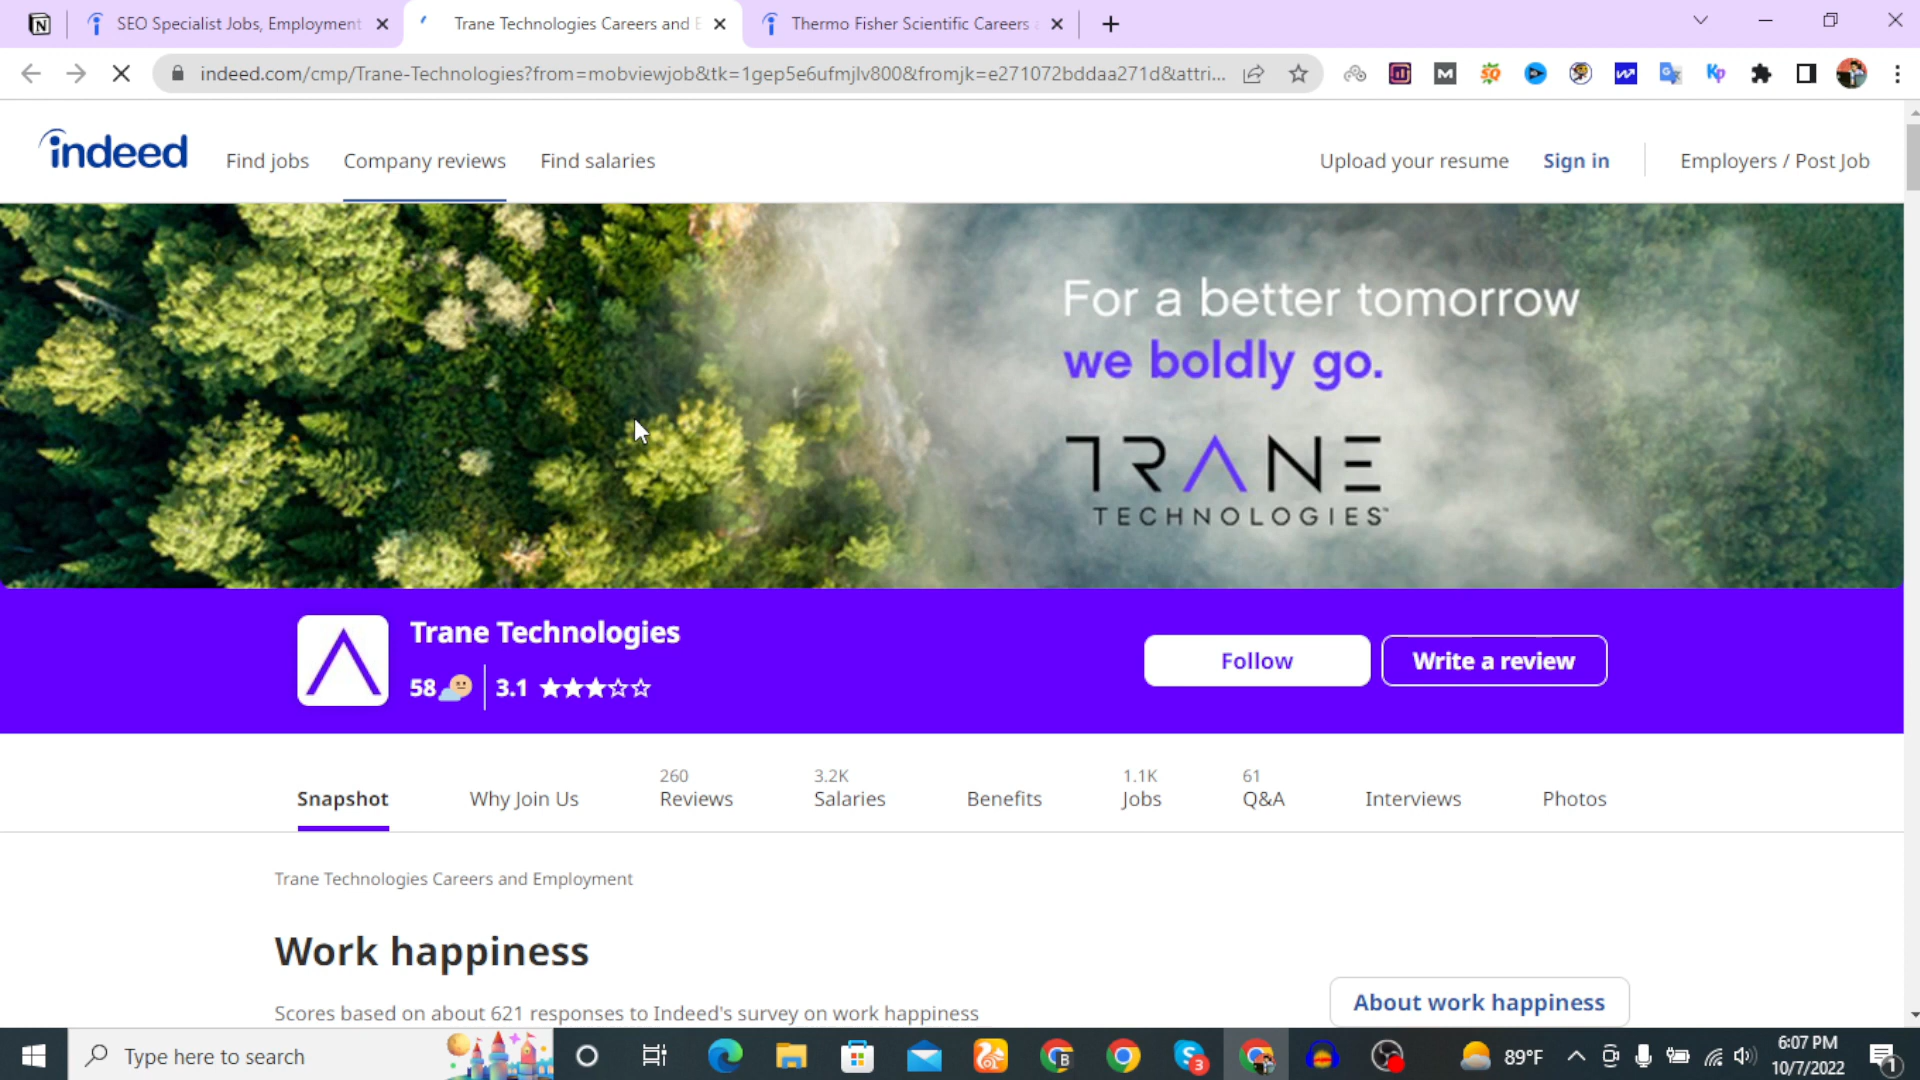 SEO Specialist Jobs, Employment
Trane Technologies Careers and E
Thermo Fisher Scientific Careers
indeed.com/cmp/Trane-Technologies?from=mobviewjob&tk=1gep5e6ufmjlv800&fromjk=e271072bddaa271d&attri...
indeed
Find jobs
Company reviews
Find salaries
Upload your resume
Sign in
Employers / Post Job
For a better tomorrow
we boldly go.
TRANE
TECHNOLOGIES
Trane Technologies
58
3.1
Follow
Write a review
Snapshot
Why Join Us
260
Reviews
3.2K
Salaries
Benefits
1.1K
Jobs
61
Q&A
Interviews
Photos
Trane Technologies Careers and Employment
Work happiness
Scores based on about 621 responses to Indeed's survey on work happiness
About work happiness
Type here to search
3
89°F
6:07 PM
10/7/2022
1